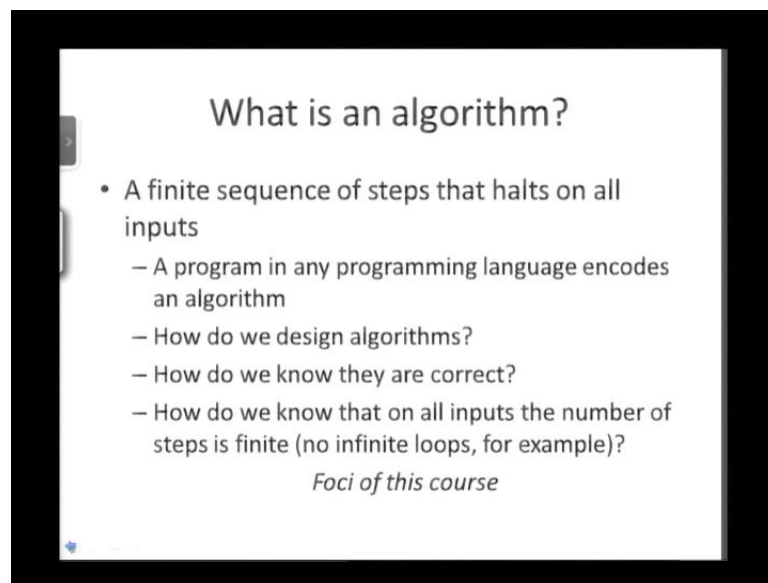 What is an algorithm?
• A finite sequence of steps that halts on all
inputs
– A program in any programming language encodes
an algorithm
– How do we design algorithms?
– How do we know they are correct?
– How do we know that on all inputs the number of
steps is finite (no infinite loops, for example)?
Foci of this course